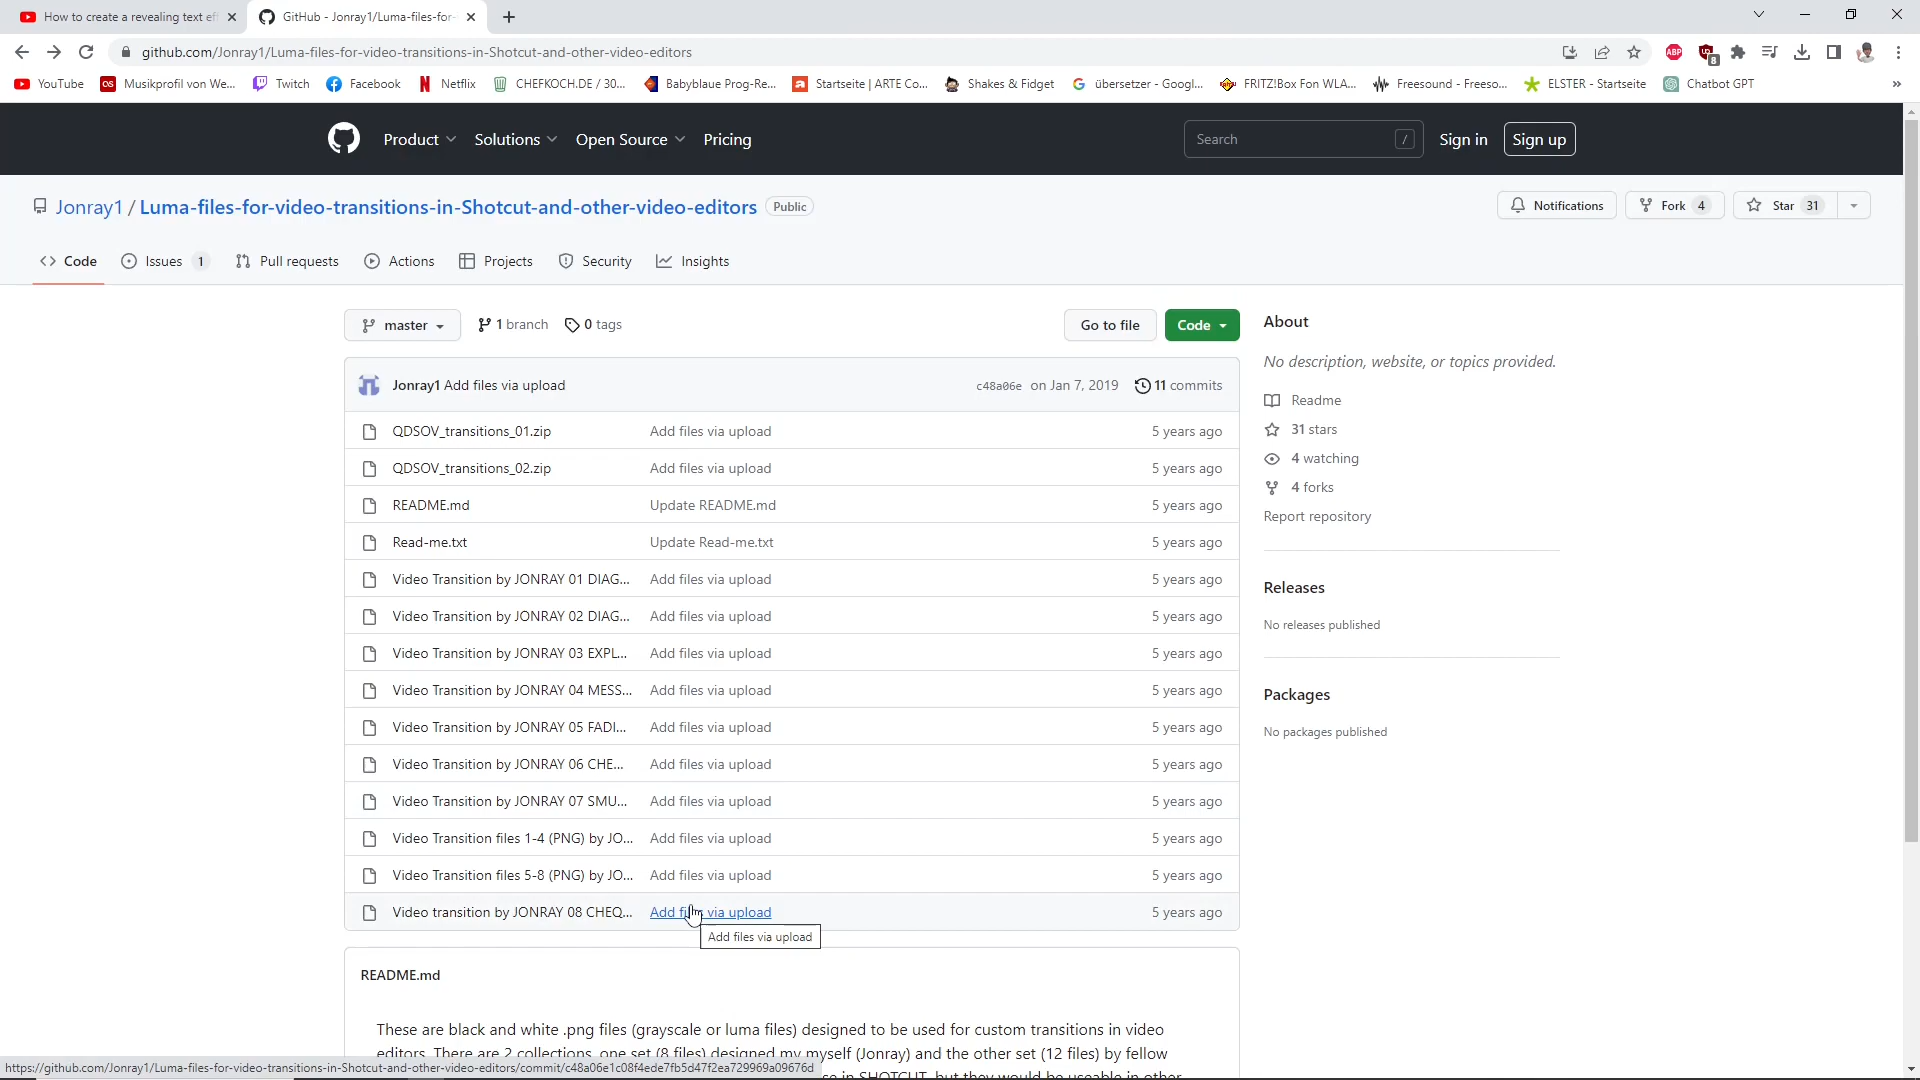 How to create a revealing text ef
GitHub - Jonray1/Luma-files-for-
github.com/Jonray1/Luma-files-for-video-transitions-in-Shotcut-and-other-video-editors
ABP
8
YouTube
Musikprofil von We...
Twitch
Facebook
Netflix
CHEFKOCH.DE / 30...
Babyblaue Prog-Re...
Startseite | ARTE Co...
Shakes & Fidget
übersetzer - Googl...
FRITZ!Box Fon WLA...
Freesound - Freeso...
ELSTER - Startseite
Chatbot GPT
»
Product
Solutions
Open Source
Pricing
Search /
Sign in
Sign up
Jonray1 / Luma-files-for-video-transitions-in-Shotcut-and-other-video-editors Public
Notifications
Fork 4
Star 31
<> Code
Issues 1
Pull requests
Actions
Projects
Security
Insights
master
1 branch
0 tags
Go to file
Code
Jonray1 Add files via upload c48a06e on Jan 7, 2019 11 commits
QDSOV_transitions_01.zip Add files via upload 5 years ago
QDSOV_transitions_02.zip Add files via upload 5 years ago
README.md Update README.md 5 years ago
Read-me.txt Update Read-me.txt 5 years ago
Video Transition by JONRAY 01 DIAG... Add files via upload 5 years ago
Video Transition by JONRAY 02 DIAG... Add files via upload 5 years ago
Video Transition by JONRAY 03 EXPL... Add files via upload 5 years ago
Video Transition by JONRAY 04 MESS... Add files via upload 5 years ago
Video Transition by JONRAY 05 FADI... Add files via upload 5 years ago
Video Transition by JONRAY 06 CHE... Add files via upload 5 years ago
Video Transition by JONRAY 07 SMU... Add files via upload 5 years ago
Video Transition files 1-4 (PNG) by JO... Add files via upload 5 years ago
Video Transition files 5-8 (PNG) by JO... Add files via upload 5 years ago
Video transition by JONRAY 08 CHEQ... Add files via upload 5 years ago
Add files via upload
About
No description, website, or topics provided.
Readme
31 stars
4 watching
4 forks
Report repository
Releases
No releases published
Packages
No packages published
README.md
These are black and white .png files (grayscale or luma files) designed to be used for custom transitions in video
editors. There are 2 collections, one set (8 files) designed my myself (Jonray) and the other set (12 files) by fellow
se in SHOTCUT, but they would be useable in other
https://github.com/Jonray1/Luma-files-for-video-transitions-in-Shotcut-and-other-video-editors/commit/c48a06e1c08f4ede7fb5d47f2ea729969a09676d